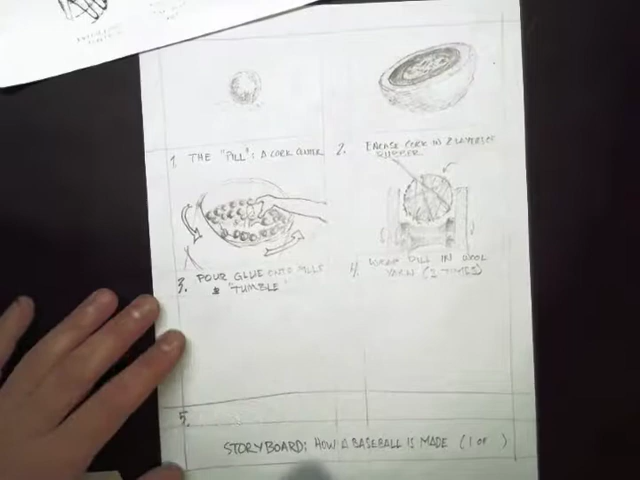 1. THE "PILL": A CORK CENTER
2. ENCASE CORK IN 2 LAYERS OF
RUBBER
3. POUR GLUE ONTO PILLS
& "TUMBLE"
4. WRAP PILL IN WOOL
YARN (2 TIMES)
5.
STORYBOARD: HOW A BASEBALL IS MADE (1 OF )